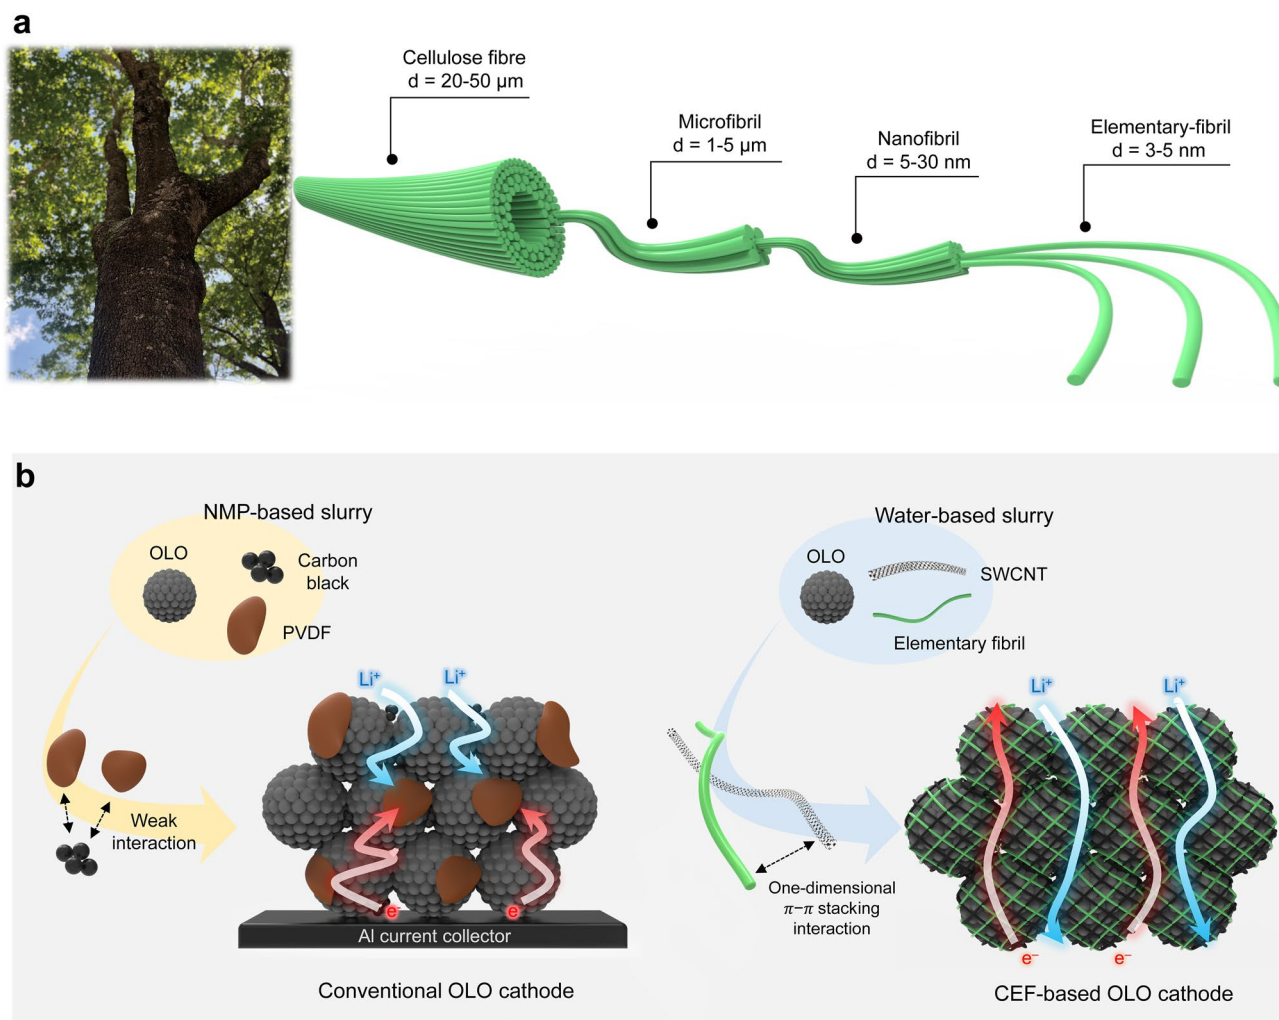 a
Cellulose fibre
d = 20-50 μm
Microfibril
d = 1-5 μm
Nanofibril
d = 5-30 nm
Elementary-fibril
d = 3-5 nm
b
NMP-based slurry
OLO
Carbon
black
PVDF
Weak
interaction
Li⁺
Li⁺
e⁻
e⁻
Al current collector
Conventional OLO cathode
Water-based slurry
OLO
SWCNT
Elementary fibril
One-dimensional
π−π stacking
interaction
Li⁺
Li⁺
e⁻
e⁻
CEF-based OLO cathode